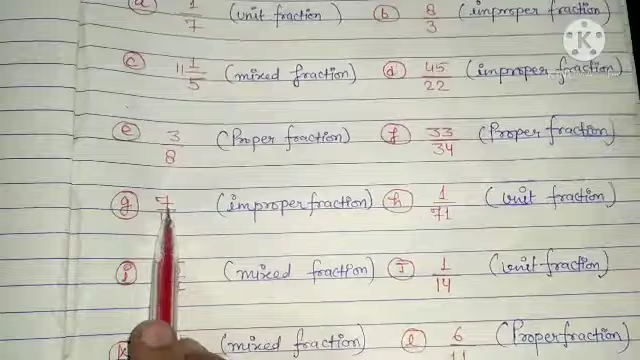 a 1/7 (unit fraction) b 8/3 (improper fraction)
c 11 1/5 (mixed fraction) d 45/22 (improper fraction)
e 3/8 (Proper fraction) f 33/34 (Proper fraction)
g 7 (improper fraction) h 1/71 (Unit fraction)
j (mixed fraction) J 1/14 (Unit fraction)
k (mixed fraction) l 6/11 (Proper fraction)
K